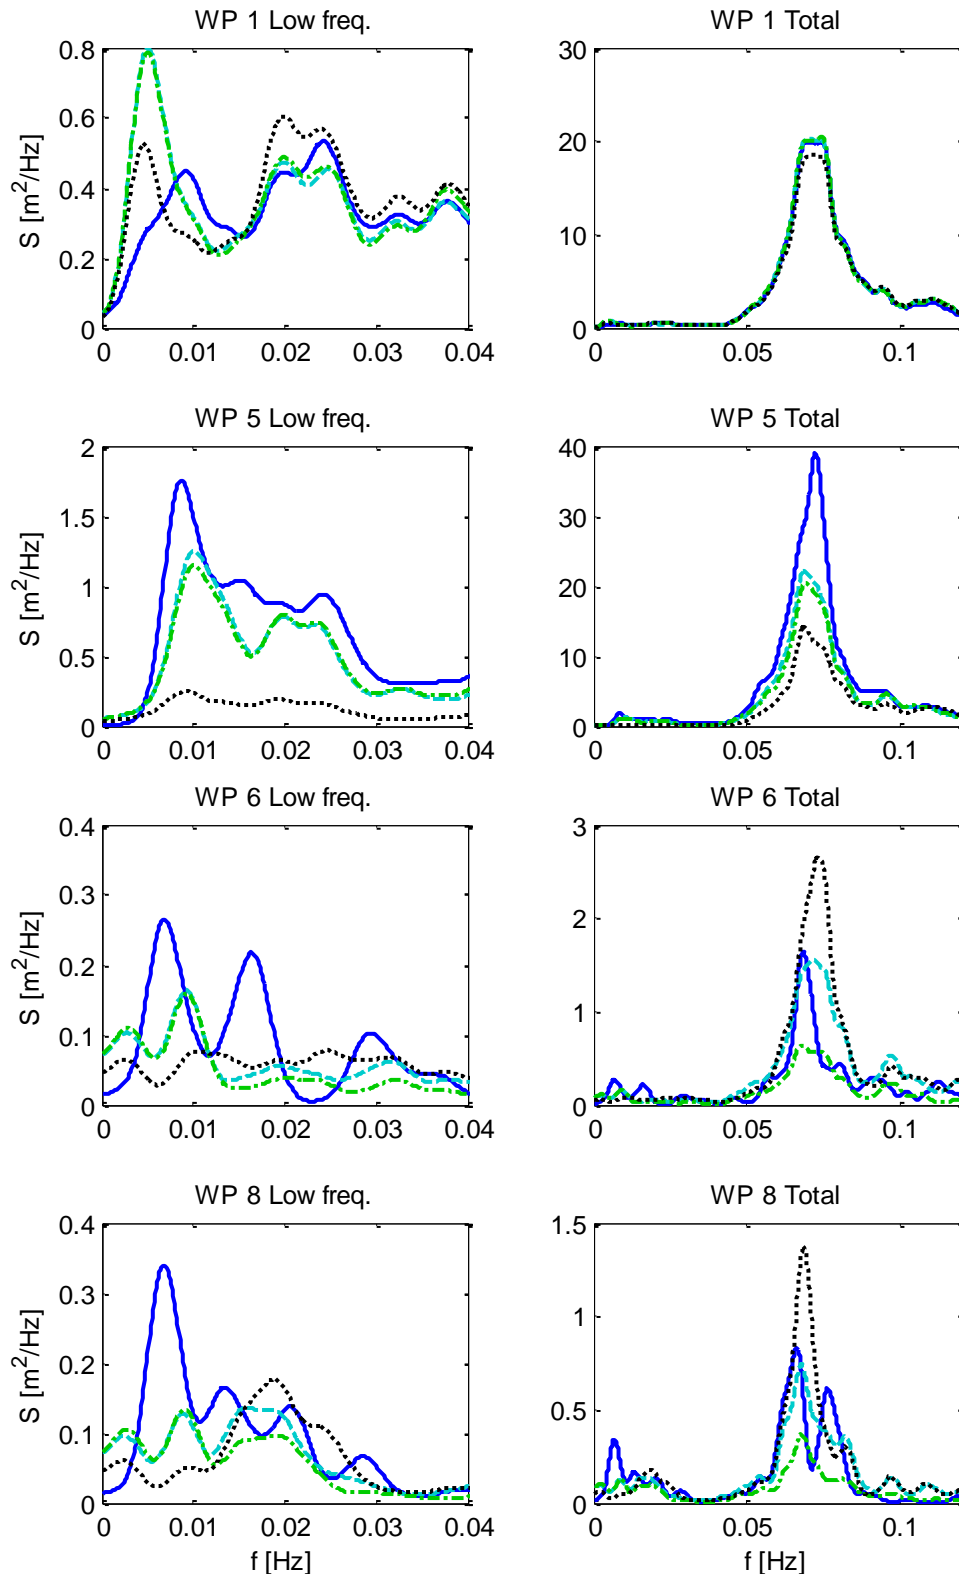 WP 1 Low freq.
WP 1 Total
S [m²/Hz]
0.8
0.6
0.4
0.2
0
0 0.01 0.02 0.03 0.04
30
20
10
0
0 0.05 0.1
WP 5 Low freq.
WP 5 Total
S [m²/Hz]
2
1.5
1
0.5
0
0 0.01 0.02 0.03 0.04
40
30
20
10
0
0 0.05 0.1
WP 6 Low freq.
WP 6 Total
S [m²/Hz]
0.4
0.3
0.2
0.1
0
0 0.01 0.02 0.03 0.04
3
2
1
0
0 0.05 0.1
WP 8 Low freq.
WP 8 Total
S [m²/Hz]
0.4
0.3
0.2
0.1
0
0 0.01 0.02 0.03 0.04
f [Hz]
1.5
1
0.5
0
0 0.05 0.1
f [Hz]